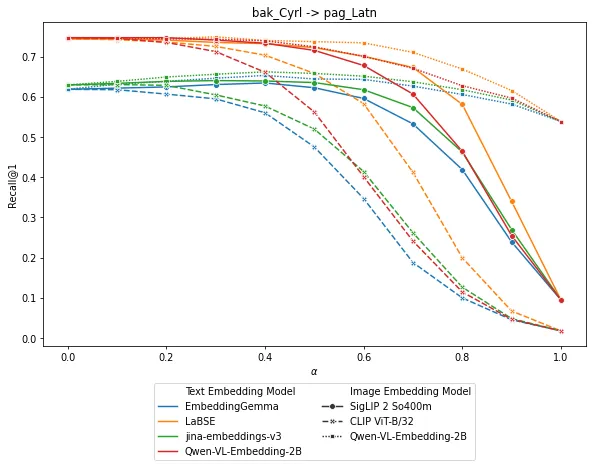 bak_Cyrl -> pag_Latn
Recall@1
0.7
0.6
0.5
0.4
0.3
0.2
0.1
0.0
0.0 0.2 0.4 0.6 0.8 1.0
α
Text Embedding Model Image Embedding Model
EmbeddingGemma SigLIP 2 So400m
LaBSE CLIP ViT-B/32
jina-embeddings-v3 Qwen-VL-Embedding-2B
Qwen-VL-Embedding-2B